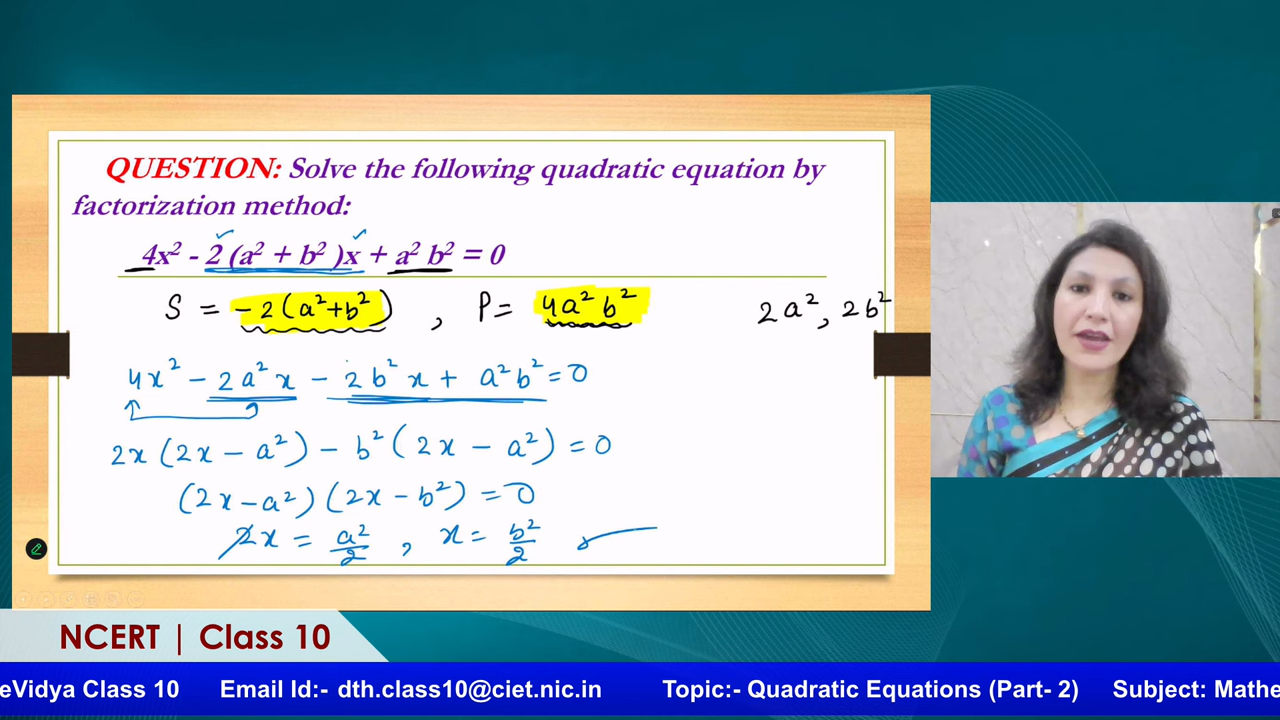 QUESTION: Solve the following quadratic equation by
factorization method:
4x² - 2 (a² + b² )x + a² b² = 0
S = -2(a²+b²) , P = 4a²b² 2a², 2b²
4x² - 2a²x - 2b²x + a²b² = 0
2x (2x - a²) - b² (2x - a²) = 0
(2x - a²) (2x - b²) = 0
2x = a²/2 , x = b²/2
NCERT | Class 10
eVidya Class 10 Email Id:- dth.class10@ciet.nic.in Topic:- Quadratic Equations (Part- 2) Subject: Mathe